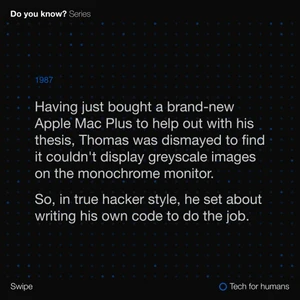 Do you know? Series
1987
Having just bought a brand-new
Apple Mac Plus to help out with his
thesis, Thomas was dismayed to find
it couldn't display greyscale images
on the monochrome monitor.
So, in true hacker style, he set about
writing his own code to do the job.
Swipe
Tech for humans